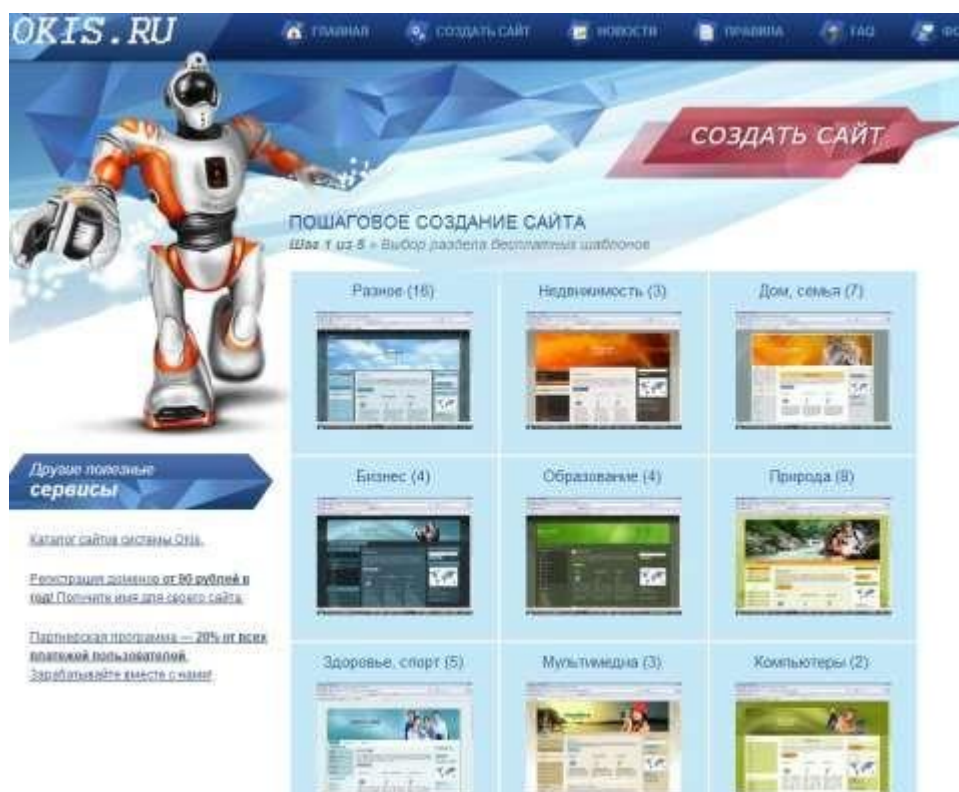 OKIS.RU
ГЛАВНАЯ
СОЗДАТЬ САЙТ
НОВОСТИ
ПРАВИЛА
FAQ
СОЗДАТЬ САЙТ
ПОШАГОВОЕ СОЗДАНИЕ САЙТА
Шаг 1 из 5 » Выбор раздела бесплатных шаблонов
Разное (16)
Недвижимость (3)
Дом, семья (7)
Бизнес (4)
Образование (4)
Природа (8)
Здоровье, спорт (5)
Мультимедиа (3)
Компьютеры (2)
Другие полезные
сервисы
Каталог сайтов системы Okis.
Регистрация доменов от 90 рублей в
год! Получите имя для своего сайта.
Партнерская программа — 20% от всех
платежей пользователей.
Зарабатывайте вместе с нами!